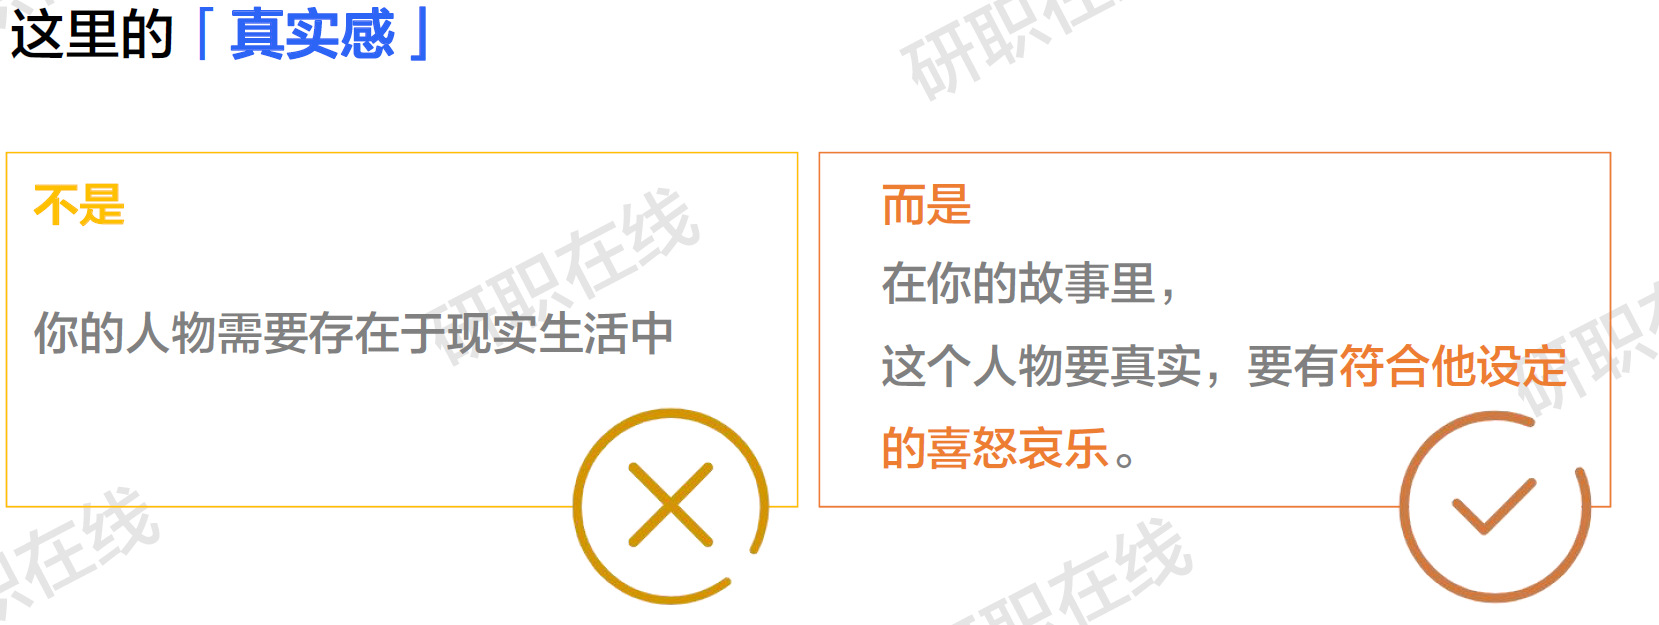 这里的「真实感」
不是
你的人物需要存在于现实生活中
而是
在你的故事里，
这个人物要真实，要有符合他设定
的喜怒哀乐。
研职在线
研职在线
研职在线
职在线
研职在线